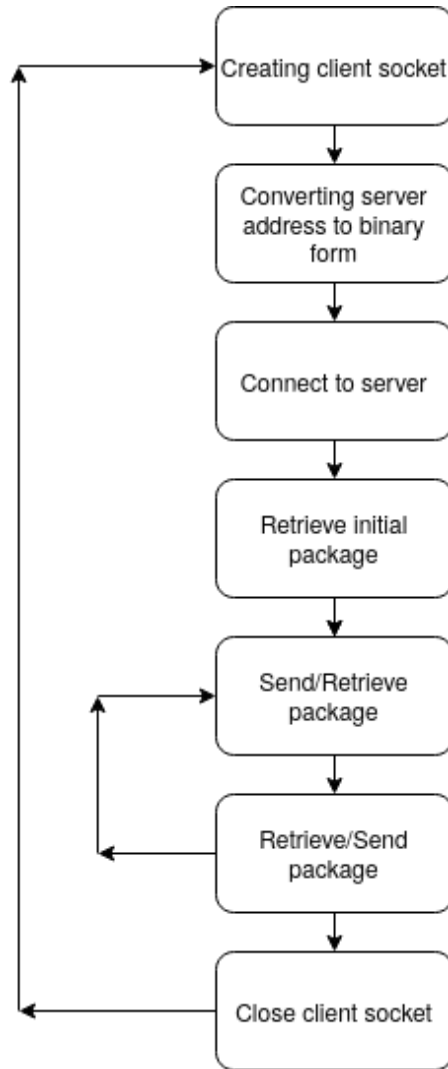 Creating client socket
Converting server
address to binary
form
Connect to server
Retrieve initial
package
Send/Retrieve
package
Retrieve/Send
package
Close client socket